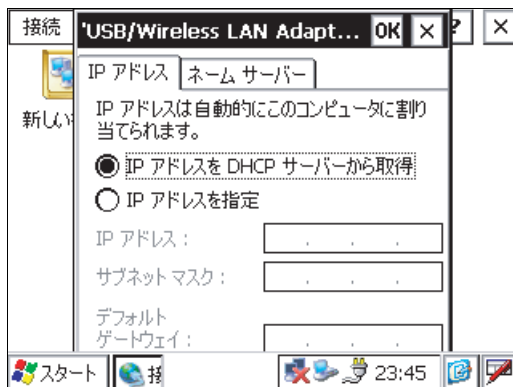 接続
'USB/Wireless LAN Adapt... OK ×
? ×
IP アドレス ネーム サーバー
新しい
IP アドレスは自動的にこのコンピュータに割り
当てられます。
IP アドレスを DHCP サーバーから取得
IP アドレスを指定
IP アドレス :
サブネット マスク :
デフォルト
ゲートウェイ :
スタート
接
23:45